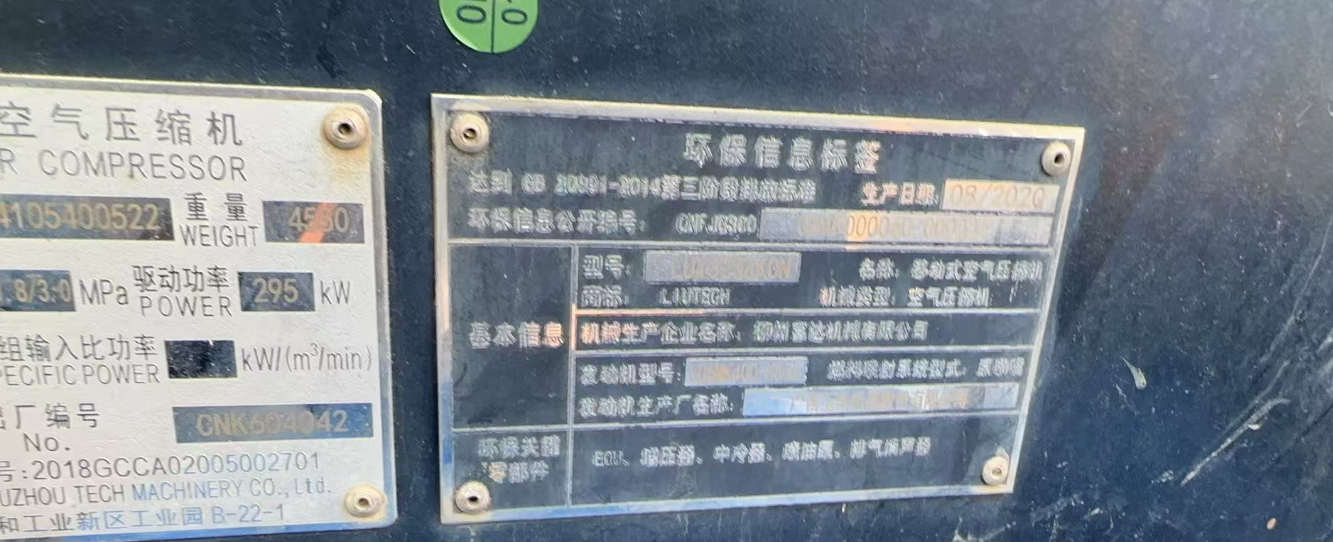 空气压缩机
R COMPRESSOR
4105400522 重量 WEIGHT
.8/3.0 MPa 驱动功率 POWER 295 kW
组输入比功率
PECIFIC POWER kW/(m³/min)
出厂编号
No. CNK604042
号:2018GCCA02005002701
UZHOU TECH MACHINERY CO., Ltd.
和工业新区工业园 B-22-1
环保信息标签
达到 GB 20891-2014第三阶段排放标准 生产日期: 08/2020
环保信息公开编号:
型号: 名称: 移动式空气压缩机
商标: LIUTECH 机械类型: 空气压缩机
基本信息
机械生产企业名称: 柳州富达机械有限公司
发动机型号: 燃料喷射系统型式:
发动机生产厂名称:
环保关键
零部件
ECU、增压器、中冷器、喷油泵、排气消声器